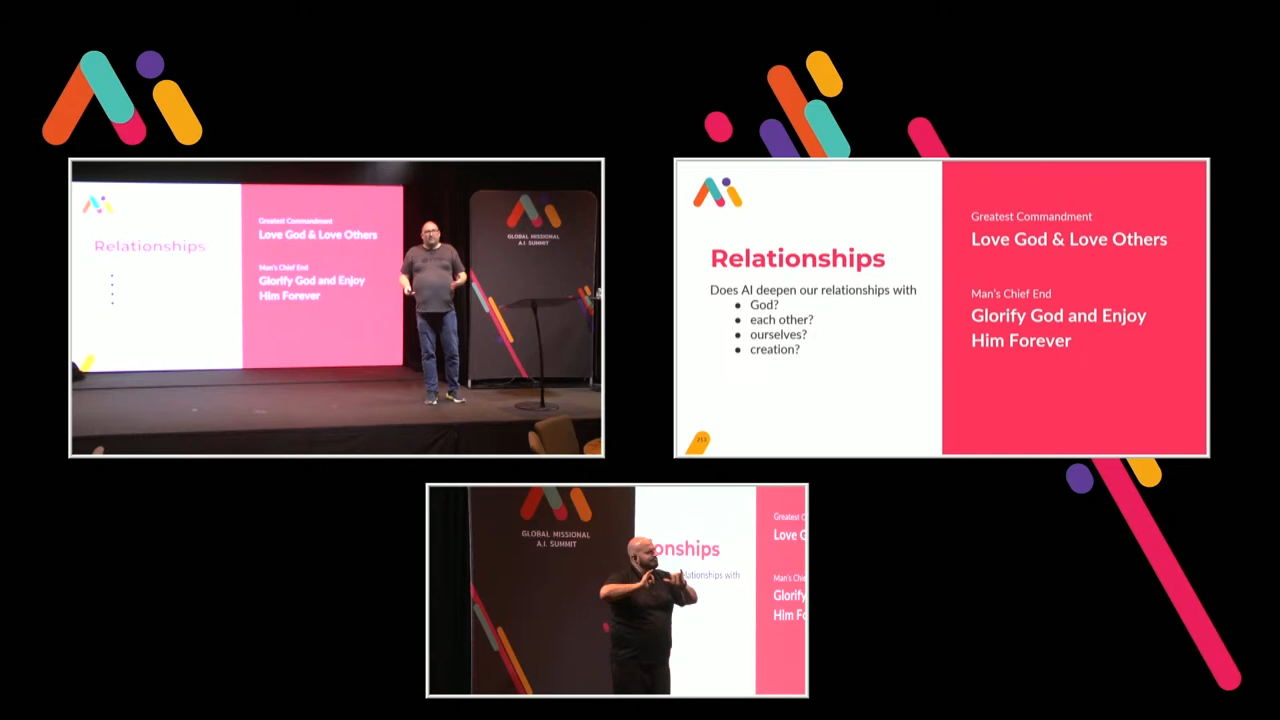 Relationships
Greatest Commandment
Love God & Love Others
Man's Chief End
Glorify God and Enjoy
Him Forever
GLOBAL MISSIONAL
A.I. SUMMIT
Relationships
Does AI deepen our relationships with
• God?
• each other?
• ourselves?
• creation?
Greatest Commandment
Love God & Love Others
Man's Chief End
Glorify God and Enjoy
Him Forever
GLOBAL MISSIONAL
A.I. SUMMIT
onships
lationships with
Greatest C
Love G
Man's Chie
Glorify
Him Fo